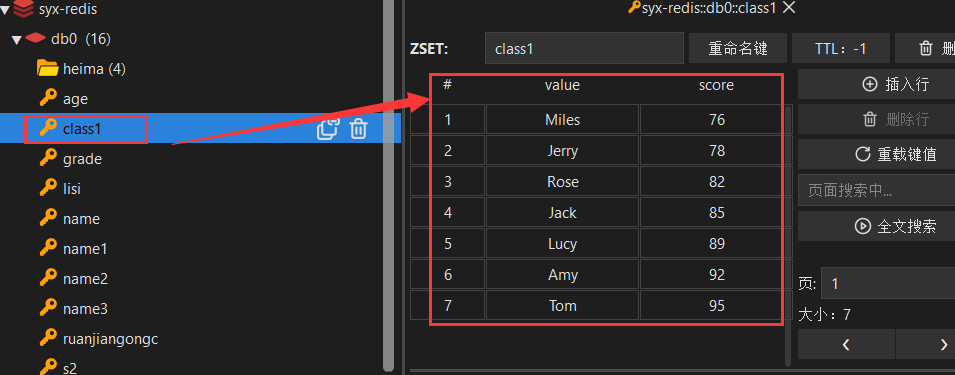 syx-redis
db0 (16)
heima (4)
age
class1
grade
lisi
name
name1
name2
name3
ruanjiangongc
s2
syx-redis::db0::class1
ZSET: class1 重命名键 TTL：-1
# value score
1 Miles 76
2 Jerry 78
3 Rose 82
4 Jack 85
5 Lucy 89
6 Amy 92
7 Tom 95
插入行
删除行
重载键值
页面搜索中...
全文搜索
页: 1
大小：7